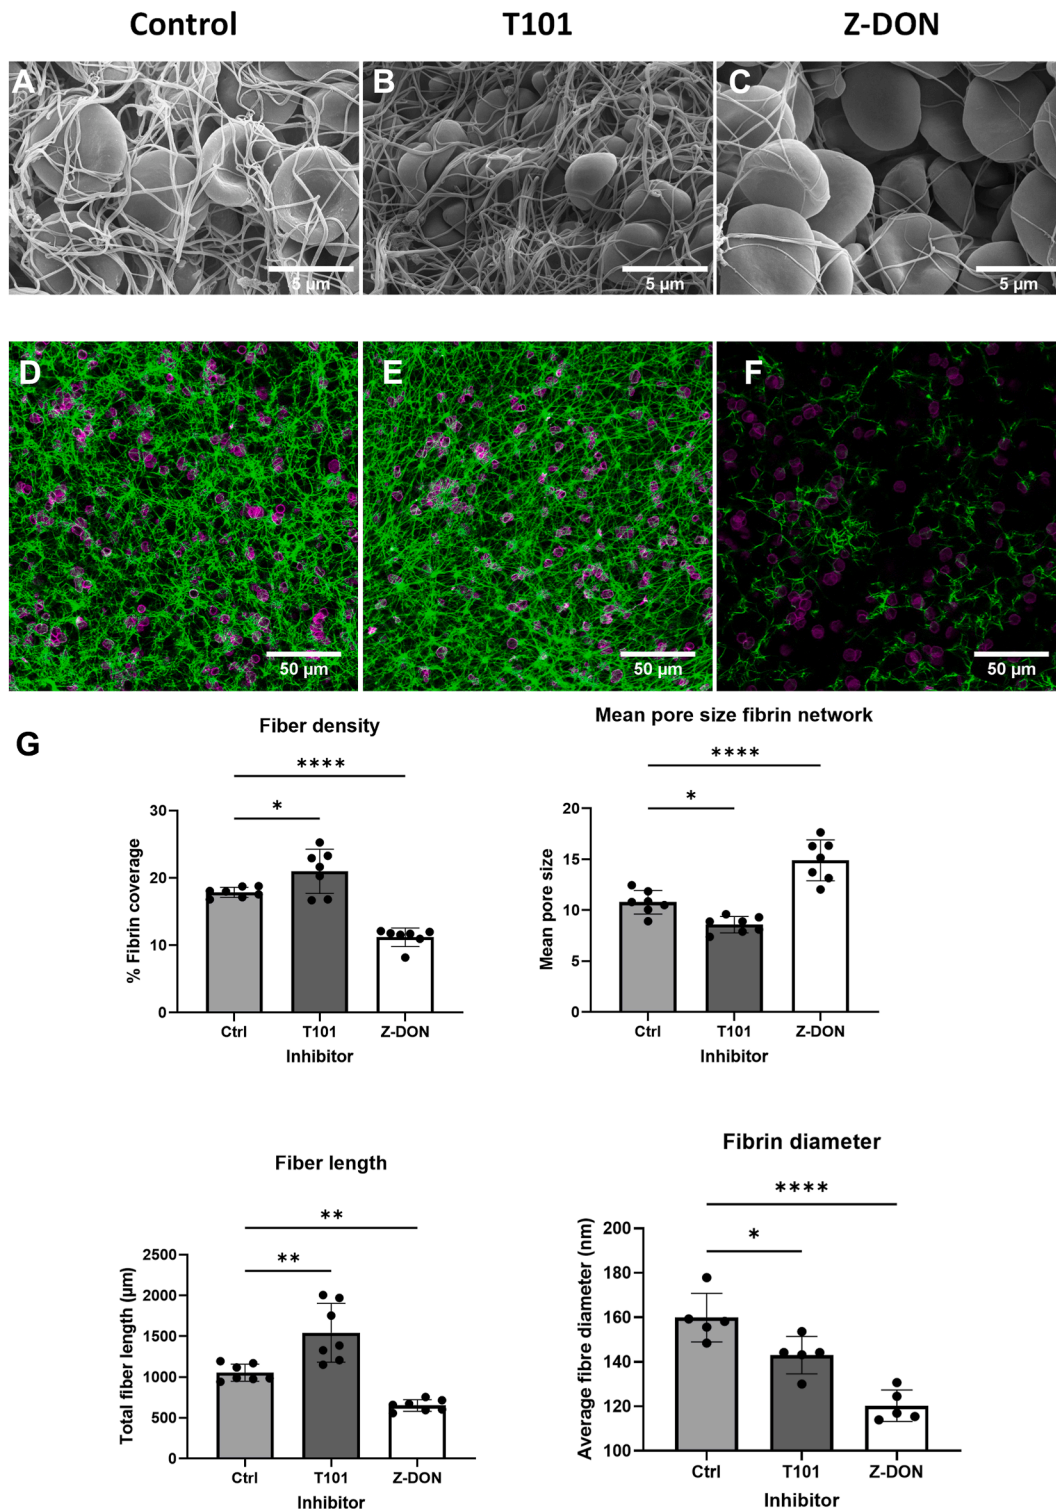 Control T101 Z-DON
A B C
5 µm 5 µm 5 µm
D E F
50 µm 50 µm 50 µm
G
Fiber density
****
*
30
20
10
0
% Fibrin coverage
Ctrl T101 Z-DON
Inhibitor
Mean pore size fibrin network
****
*
20
15
10
5
0
Mean pore size
Ctrl T101 Z-DON
Inhibitor
Fiber length
**
**
2500
2000
1500
1000
500
0
Total fiber length (µm)
Ctrl T101 Z-DON
Inhibitor
Fibrin diameter
****
*
200
180
160
140
120
100
Average fibre diameter (nm)
Ctrl T101 Z-DON
Inhibitor